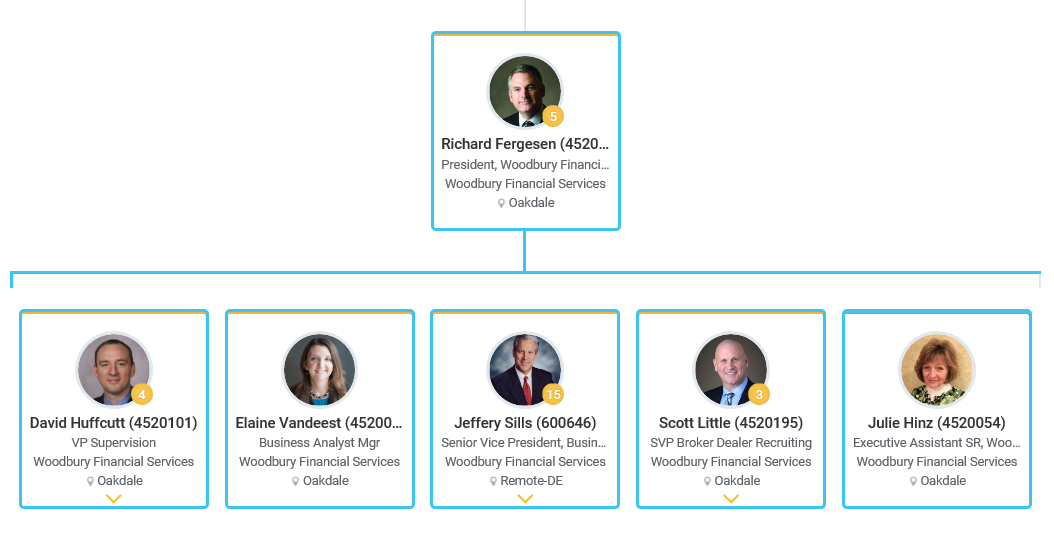 5
Richard Fergesen (4520...
President, Woodbury Financi...
Woodbury Financial Services
Oakdale
4
David Huffcutt (4520101)
VP Supervision
Woodbury Financial Services
Oakdale
Elaine Vandeest (45200...
Business Analyst Mgr
Woodbury Financial Services
Oakdale
15
Jeffery Sills (600646)
Senior Vice President, Busin...
Woodbury Financial Services
Remote-DE
3
Scott Little (4520195)
SVP Broker Dealer Recruiting
Woodbury Financial Services
Oakdale
Julie Hinz (4520054)
Executive Assistant SR, Woo...
Woodbury Financial Services
Oakdale